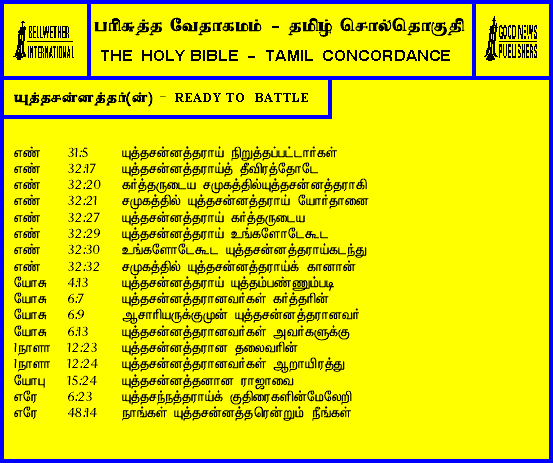 BELLWETHER
INTERNATIONAL
பரிசுத்த வேதாகமம் - தமிழ் சொல்தொகுதி
THE HOLY BIBLE - TAMIL CONCORDANCE
GOOD NEWS
PUBLISHERS
யுத்தசன்னத்தர்(ன்) - READY TO BATTLE
எண் 31:5 யுத்தசன்னத்தராய் நிறுத்தப்பட்டார்கள்
எண் 32:17 யுத்தசன்னத்தராய்த் தீவிரத்தோடே
எண் 32:20 கர்த்தருடைய சமுகத்தில்யுத்தசன்னத்தராகி
எண் 32:21 சமுகத்தில் யுத்தசன்னத்தராய் யோர்தானை
எண் 32:27 யுத்தசன்னத்தராய் கர்த்தருடைய
எண் 32:29 யுத்தசன்னத்தராய் உங்களோடேகூட
எண் 32:30 உங்களோடேகூட யுத்தசன்னத்தராய்கடந்து
எண் 32:32 சமுகத்தில் யுத்தசன்னத்தராய்க் கானான்
யோசு 4:13 யுத்தசன்னத்தராய் யுத்தம்பண்ணும்படி
யோசு 6:7 யுத்தசன்னத்தரானவர்கள் கர்த்தரின்
யோசு 6:9 ஆசாரியருக்குமுன் யுத்தசன்னத்தரானவர்
யோசு 6:13 யுத்தசன்னத்தரானவர்கள் அவர்களுக்கு
1நாளா 12:23 யுத்தசன்னத்தரான தலைவரின்
1நாளா 12:24 யுத்தசன்னத்தரானவர்கள் ஆறாயிரத்து
யோபு 15:24 யுத்தசன்னத்தனான ராஜாவை
எரே 6:23 யுத்தசந்நத்தராய்க் குதிரைகளின்மேலேறி
எரே 48:14 நாங்கள் யுத்தசன்னத்தரென்றும் நீங்கள்